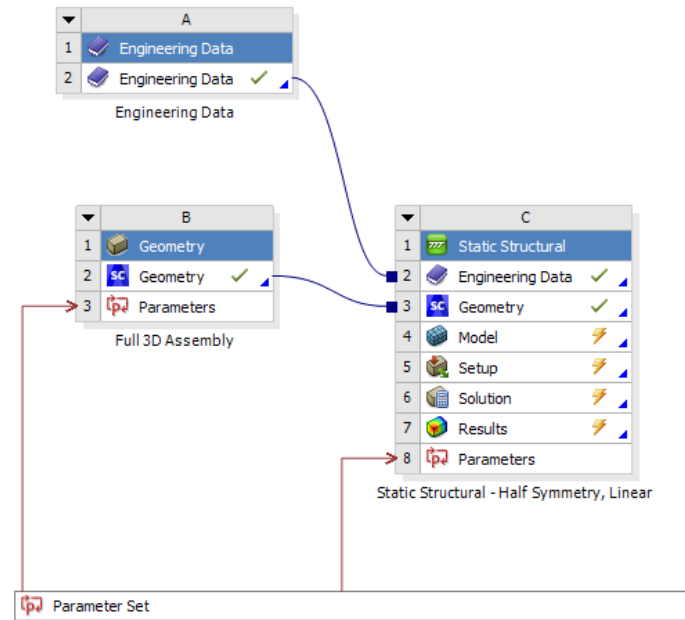 A
1 Engineering Data
2 Engineering Data
Engineering Data
B
1 Geometry
2 SC Geometry
3 Parameters
Full 3D Assembly
C
1 Static Structural
2 Engineering Data
3 SC Geometry
4 Model
5 Setup
6 Solution
7 Results
8 Parameters
Static Structural - Half Symmetry, Linear
Parameter Set